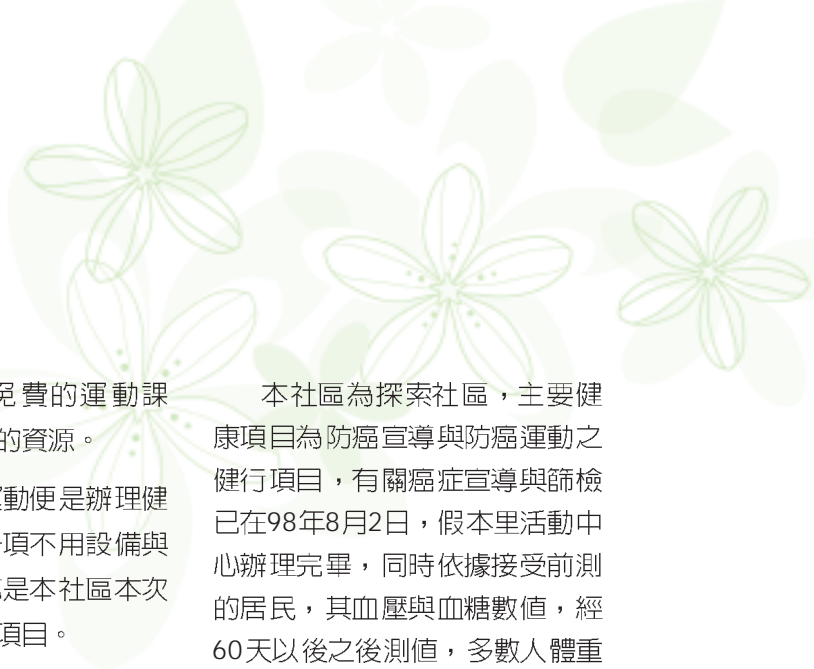 免費的運動課
的資源。
動便是辦理健
項不用設備與
是本社區本次
項目。
本社區為探索社區，主要健
康項目為防癌宣導與防癌運動之
健行項目，有關癌症宣導與篩檢
已在98年8月2日，假本里活動中
心辦理完畢，同時依據接受前測
的居民，其血壓與血糖數值，經
60天以後之後測值，多數人體重